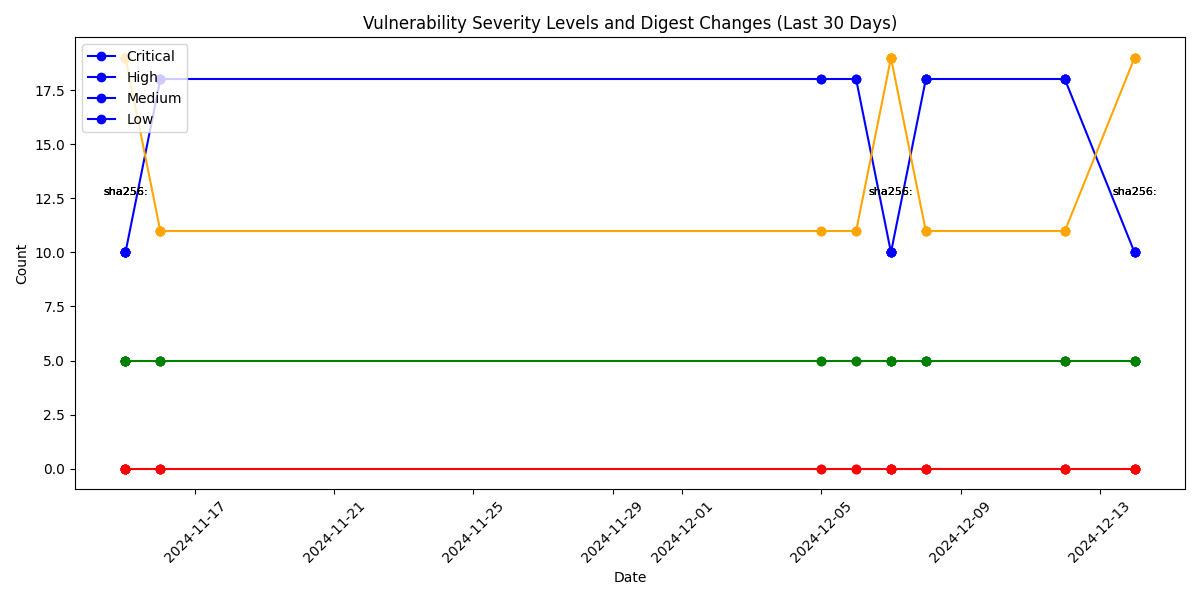 Vulnerability Severity Levels and Digest Changes (Last 30 Days)
Critical
High
Medium
Low
17.5
15.0
12.5
10.0
7.5
5.0
2.5
0.0
Count
sha256:
sha256:
sha256:
2024-11-17
2024-11-21
2024-11-25
2024-11-29
2024-12-01
2024-12-05
2024-12-09
2024-12-13
Date